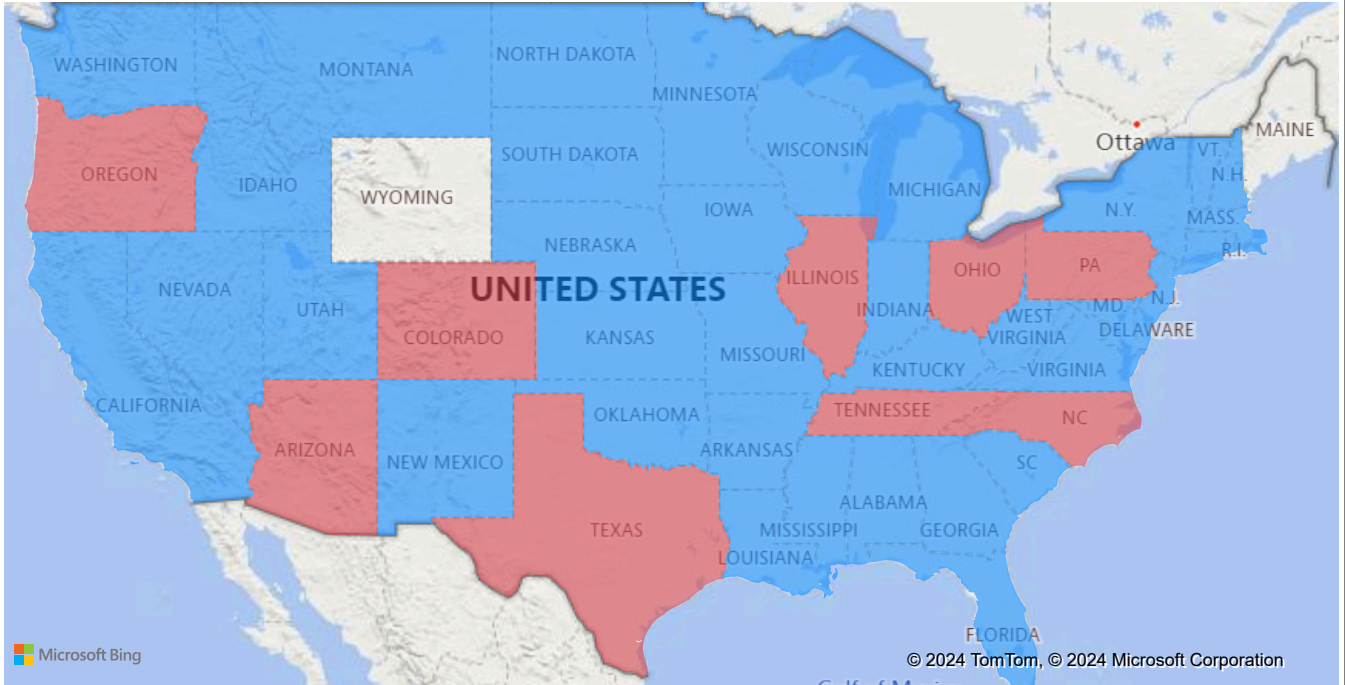 WASHINGTON
MONTANA
NORTH DAKOTA
MINNESOTA
Ottawa
MAINE
VT.
WISCONSIN
SOUTH DAKOTA
OREGON
N.H.
IDAHO
MICHIGAN
WYOMING
IOWA
N.Y.
MASS.
NEBRASKA
R.I.
PA
OHIO
ILLINOIS
NEVADA
UNITED STATES
N.J.
MD.
UTAH
INDIANA
WEST
VIRGINIA
DELAWARE
COLORADO
KANSAS
MISSOURI
KENTUCKY
VIRGINIA
CALIFORNIA
TENNESSEE
OKLAHOMA
NC
ARIZONA
ARKANSAS
NEW MEXICO
SC
ALABAMA
TEXAS
MISSISSIPPI
GEORGIA
LOUISIANA
FLORIDA
Microsoft Bing
© 2024 TomTom, © 2024 Microsoft Corporation